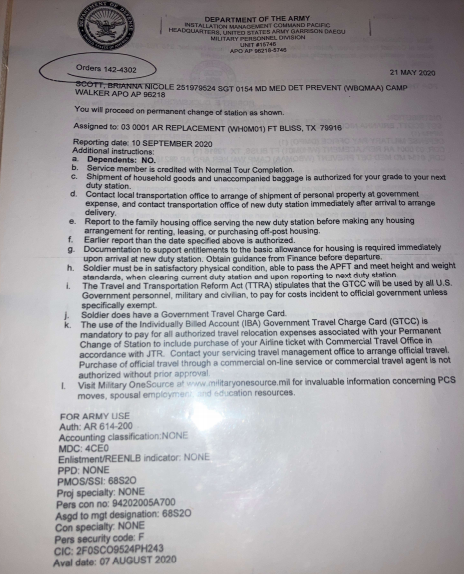 DEPARTMENT OF THE ARMY
INSTALLATION MANAGEMENT COMMAND PACIFIC
HEADQUARTERS, UNITED STATES ARMY GARRISON DAEGU
MILITARY PERSONNEL DIVISION
UNIT #15746
APO AP 96218-5746
Orders 142-4302
21 MAY 2020
SCOTT, BRIANNA NICOLE 251979524 SGT 0154 MD MED DET PREVENT (WBQMAA) CAMP
WALKER APO AP 96218
You will proceed on permanent change of station as shown.
Assigned to: 03 0001 AR REPLACEMENT (WH0M01) FT BLISS, TX 79916
Reporting date: 10 SEPTEMBER 2020
Additional instructions:
a. Dependents: NO.
b. Service member is credited with Normal Tour Completion.
c. Shipment of household goods and unaccompanied baggage is authorized for grade to your next
duty station.
d. Contact local transportation office to arrange of shipment of personal property at government
expense, and contact transportation office of new duty station immediately after arrival to arrange
delivery.
e. Report to the family housing office serving the new duty station before making any housing
arrangement for renting, leasing, or purchasing off-post housing.
f. Earlier report than the date specified above is authorized.
g. Documentation to support entitlements to the basic allowance for housing is required immediately
upon arrival at new duty station. Obtain guidance from Finance before departure.
h. Soldier must be in satisfactory physical condition, able to pass the APFT and meet height and weight
standards, when clearing current duty station and upon reporting to next duty station.
i. The Travel and Transportation Reform Act (TTRA) stipulates that the GTCC will be used by all U.S.
Government personnel, military and civilian, to pay for costs incident to official government unless
specifically exempt.
j. Soldier does have a Government Travel Charge Card.
k. The use of the Individually Billed Account (IBA) Government Travel Charge Card (GTCC) is
mandatory to pay for all authorized travel relocation expenses associated with your Permanent
Change of Station to include purchase of your Airline ticket with Commercial Travel Office in
accordance with JTR. Contact your servicing travel management office to arrange official travel.
Purchase of official travel through a commercial on-line service or commercial travel agent is not
authorized without prior approval.
l. Visit Military OneSource at www.militaryonesource.mil for invaluable information concerning PCS
moves, spousal employment, and education resources.
FOR ARMY USE
Auth: AR 614-200
Accounting classification:NONE
MDC: 4CE0
Enlistment/REENLB indicator: NONE
PPD: NONE
PMOS/SSI: 68S2O
Proj specialty: NONE
Pers con no: 94202005A700
Asgd to mgt designation: 68S2O
Con specialty: NONE
Pers security code: F
CIC: 2F0SCO9524PH243
Aval date: 07 AUGUST 2020